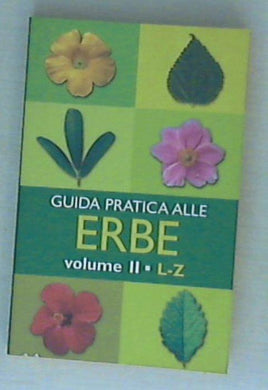 GUIDA PRATICA ALLE
ERBE
volume II • L-Z